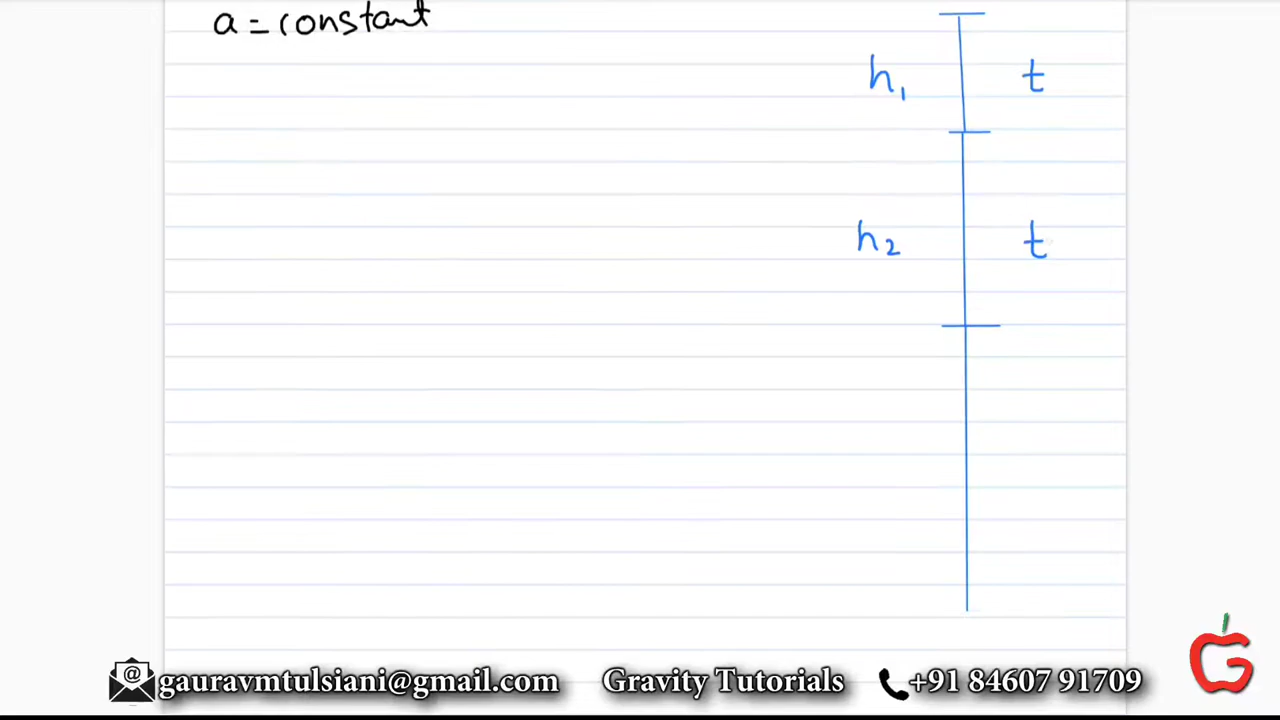 a = constant
h₁ t
h₂ t
gauravmtulsiani@gmail.com Gravity Tutorials +91 84607 91709
G